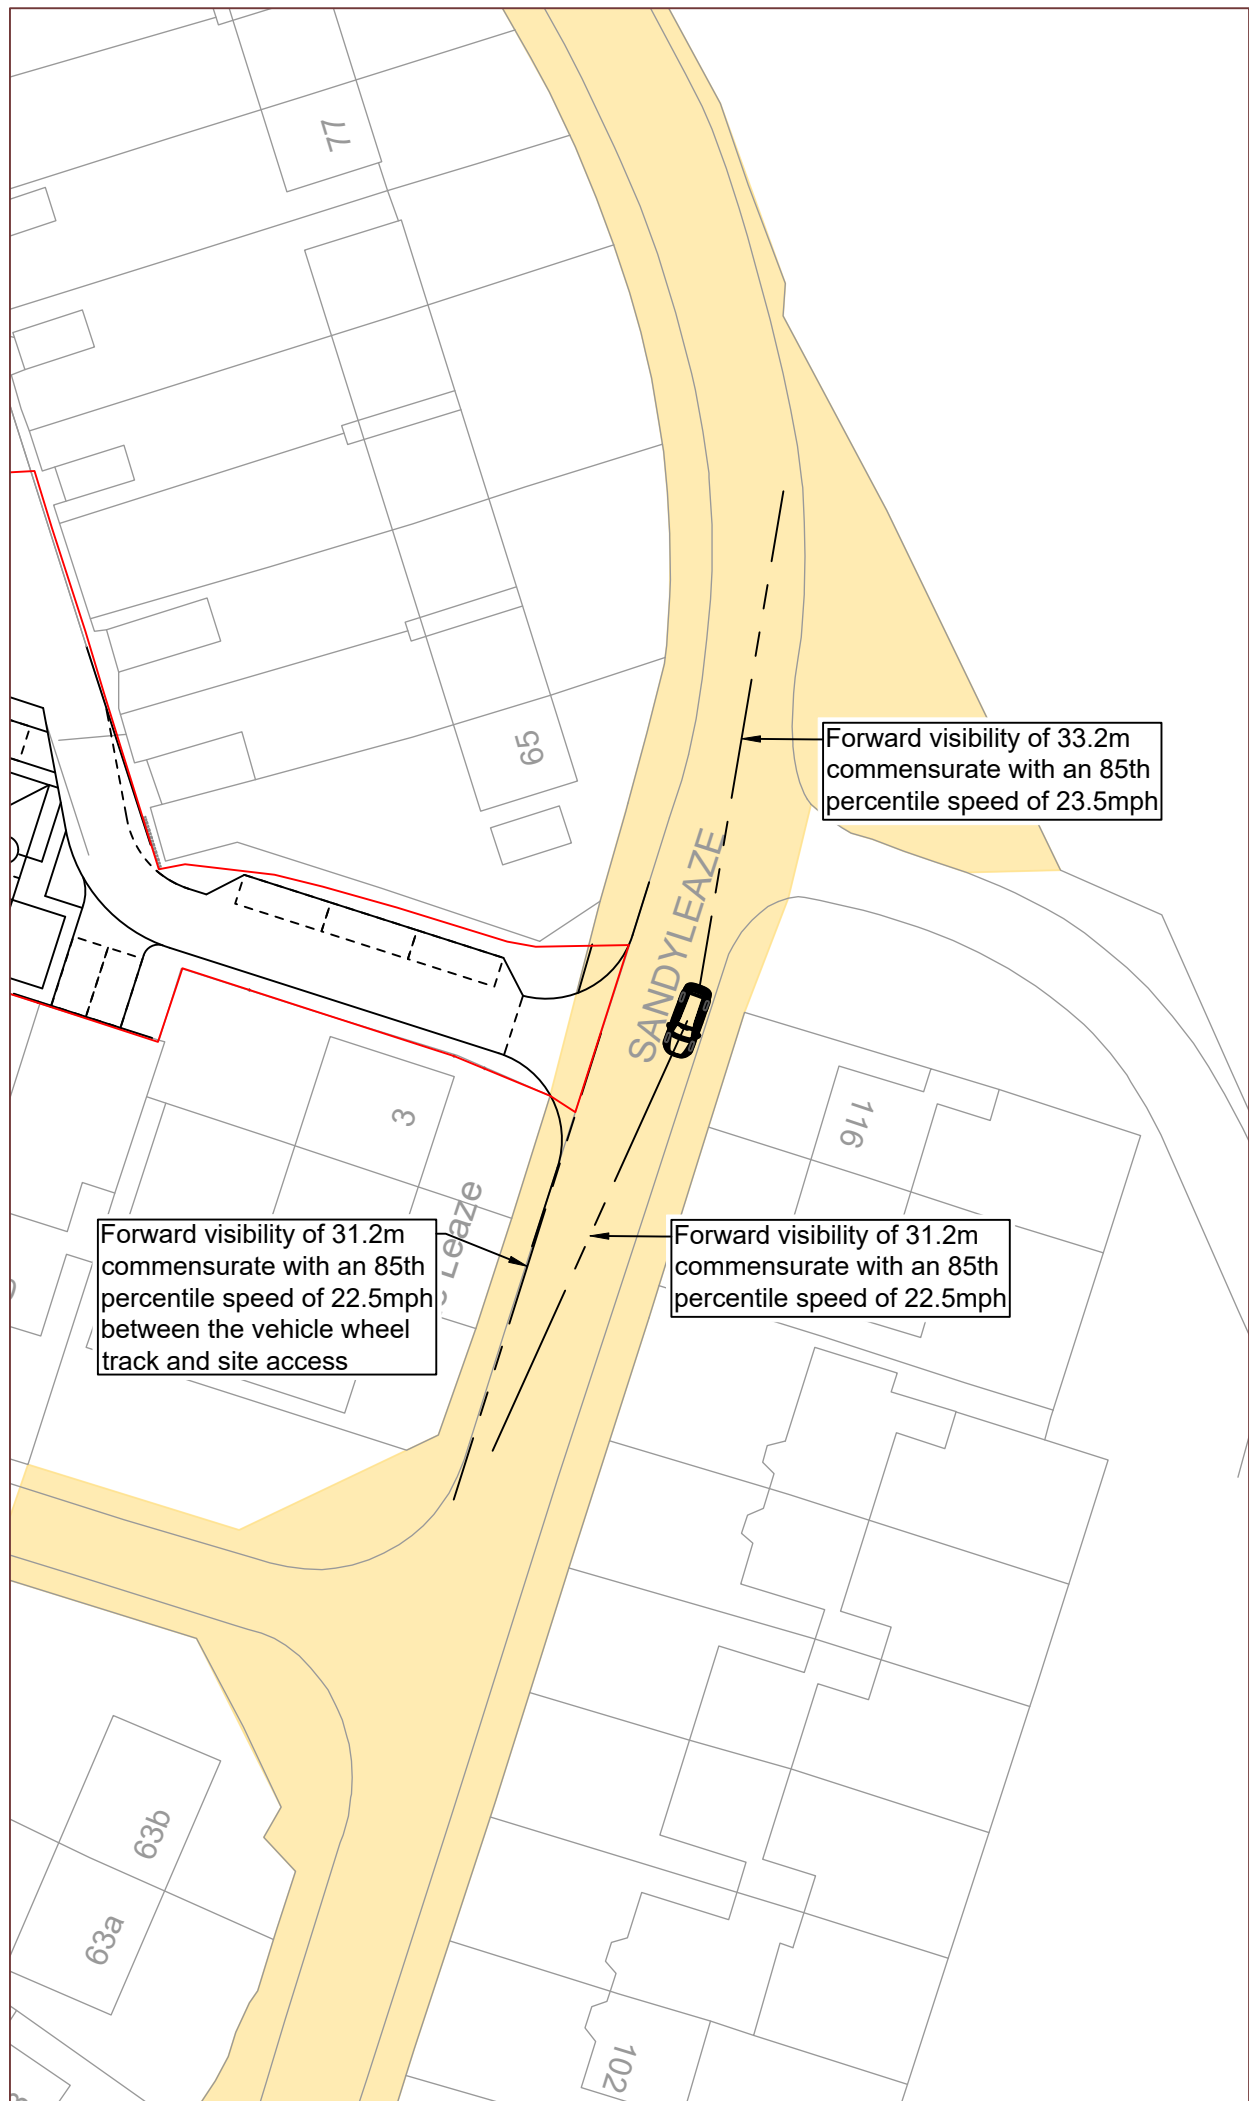 77
65
Forward visibility of 33.2m
commensurate with an 85th
percentile speed of 23.5mph
SANDYLEAZE
3
116
Leaze
Forward visibility of 31.2m
commensurate with an 85th
percentile speed of 22.5mph
between the vehicle wheel
track and site access
Forward visibility of 31.2m
commensurate with an 85th
percentile speed of 22.5mph
63b
63a
102